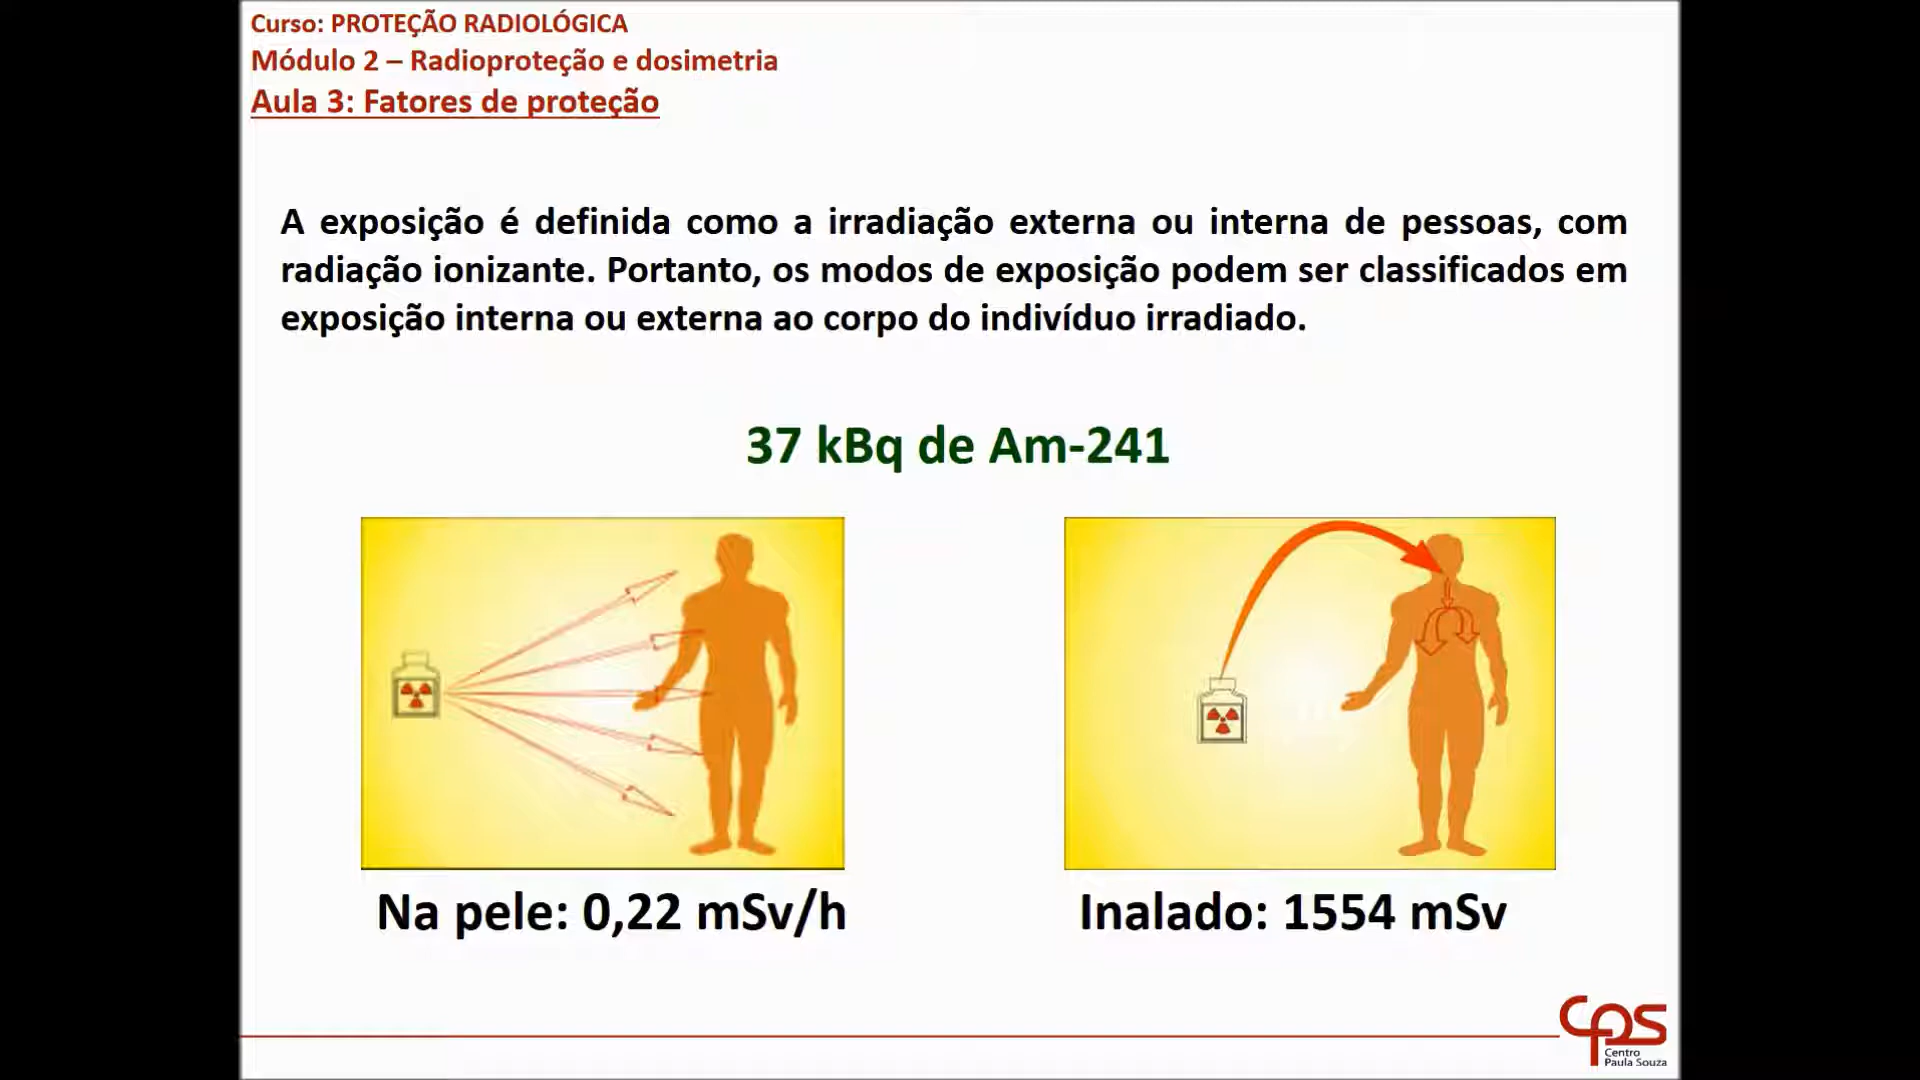 Curso: PROTEÇÃO RADIOLÓGICA
Módulo 2 – Radioproteção e dosimetria
Aula 3: Fatores de proteção
A exposição é definida como a irradiação externa ou interna de pessoas, com
radiação ionizante. Portanto, os modos de exposição podem ser classificados em
exposição interna ou externa ao corpo do indivíduo irradiado.
37 kBq de Am-241
Na pele: 0,22 mSv/h
Inalado: 1554 mSv
cps
Centro
Paula Souza